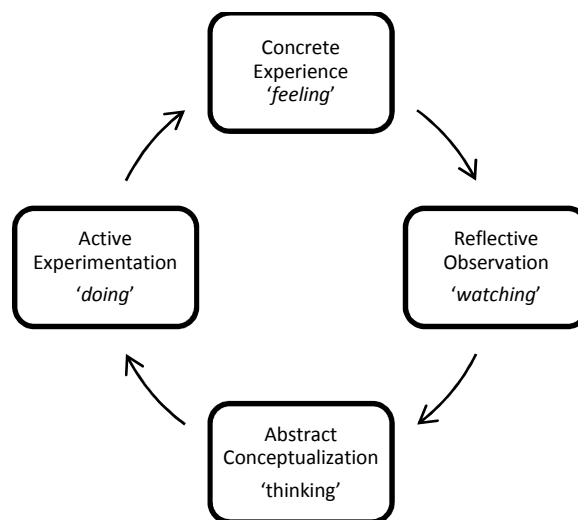 Concrete
Experience
‘feeling’
Active
Experimentation
‘doing’
Reflective
Observation
‘watching’
Abstract
Conceptualization
‘thinking’